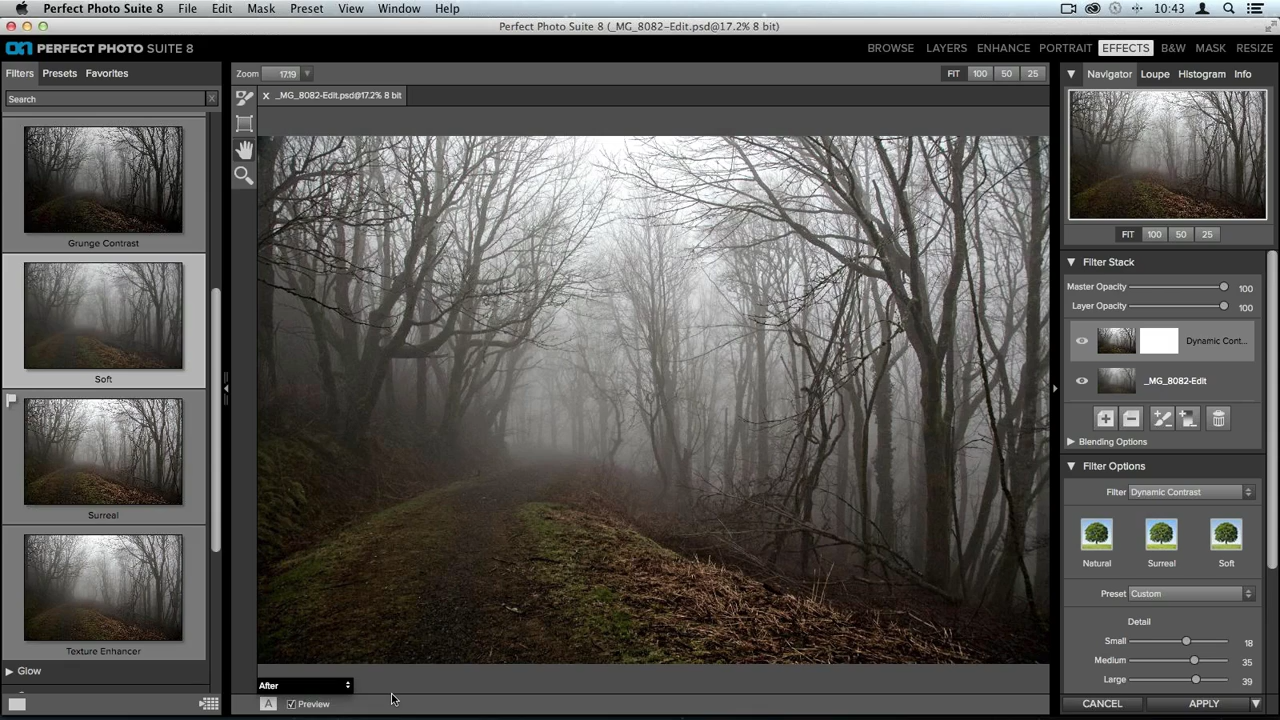 Perfect Photo Suite 8 File Edit Mask Preset View Window Help 10:43
Perfect Photo Suite 8 (_MG_8082-Edit.psd@17.2% 8 bit)
on PERFECT PHOTO SUITE 8 BROWSE LAYERS ENHANCE PORTRAIT EFFECTS B&W MASK RESIZE
Filters Presets Favorites
Search X
Grunge Contrast
Soft
Surreal
Texture Enhancer
Glow
Zoom 17.19 FIT 100 50 25
x _MG_8082-Edit.psd@17.2% 8 bit
After
A Preview
Navigator Loupe Histogram Info
FIT 100 50 25
Filter Stack
Master Opacity 100
Layer Opacity 100
Dynamic Cont...
_MG_8082-Edit
Blending Options
Filter Options
Filter Dynamic Contrast
Natural Surreal Soft
Preset Custom
Detail
Small 18
Medium 35
Large 39
CANCEL APPLY